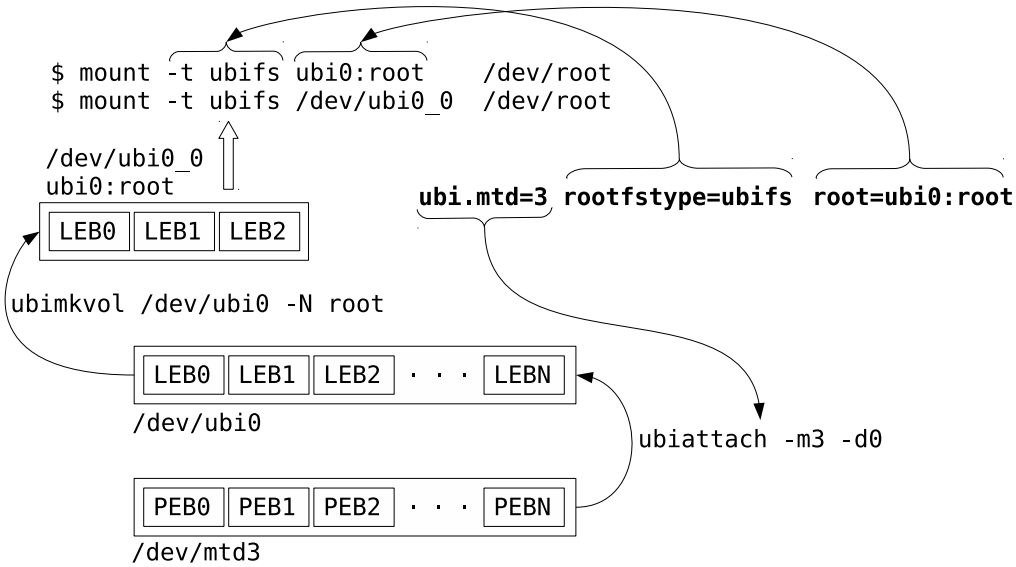 $ mount -t ubifs ubi0:root    /dev/root
$ mount -t ubifs /dev/ubi0_0  /dev/root
/dev/ubi0_0
ubi0:root
ubi.mtd=3 rootfstype=ubifs root=ubi0:root
LEB0 LEB1 LEB2
ubimkvol /dev/ubi0 -N root
LEB0 LEB1 LEB2 · · · LEBN
/dev/ubi0
ubiattach -m3 -d0
PEB0 PEB1 PEB2 · · · PEBN
/dev/mtd3